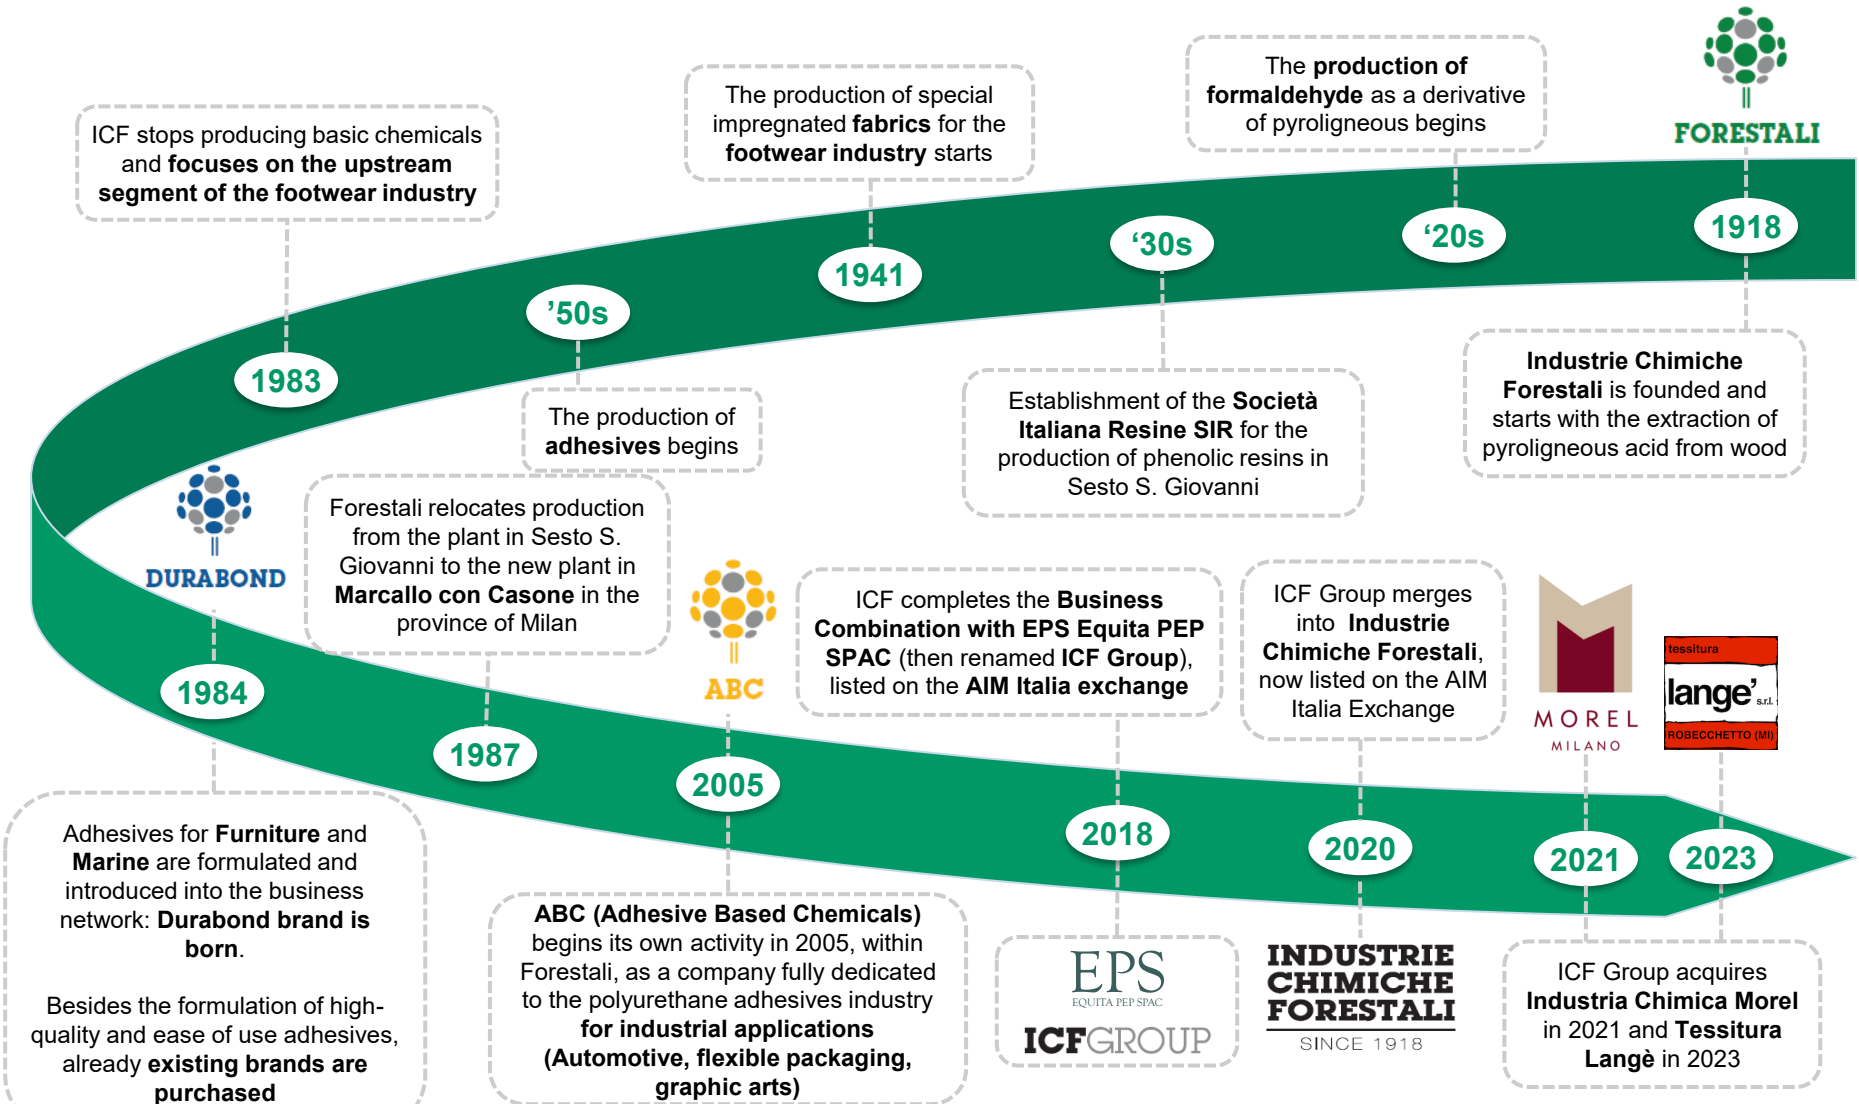 FORESTALI
The production of
formaldehyde as a derivative
of pyroligneous begins
The production of special
impregnated fabrics for the
footwear industry starts
ICF stops producing basic chemicals
and focuses on the upstream
segment of the footwear industry
1918
‘20s
‘30s
1941
’50s
1983
Industrie Chimiche
Forestali is founded and
starts with the extraction of
pyroligneous acid from wood
Establishment of the Società
Italiana Resine SIR for the
production of phenolic resins in
Sesto S. Giovanni
The production of
adhesives begins
DURABOND
Forestali relocates production
from the plant in Sesto S.
Giovanni to the new plant in
Marcallo con Casone in the
province of Milan
ABC
ICF completes the Business
Combination with EPS Equita PEP
SPAC (then renamed ICF Group),
listed on the AIM Italia exchange
ICF Group merges
into Industrie
Chimiche Forestali,
now listed on the AIM
Italia Exchange
MOREL
MILANO
tessitura
lange’ s.r.l.
ROBECCHETTO (MI)
1984
1987
2005
2018
2020
2021
2023
Adhesives for Furniture and
Marine are formulated and
introduced into the business
network: Durabond brand is
born.
Besides the formulation of high-
quality and ease of use adhesives,
already existing brands are
purchased
ABC (Adhesive Based Chemicals)
begins its own activity in 2005, within
Forestali, as a company fully dedicated
to the polyurethane adhesives industry
for industrial applications
(Automotive, flexible packaging,
graphic arts)
EPS
EQUITA PEP SPAC
ICFGROUP
INDUSTRIE
CHIMICHE
FORESTALI
SINCE 1918
ICF Group acquires
Industria Chimica Morel
in 2021 and Tessitura
Langè in 2023